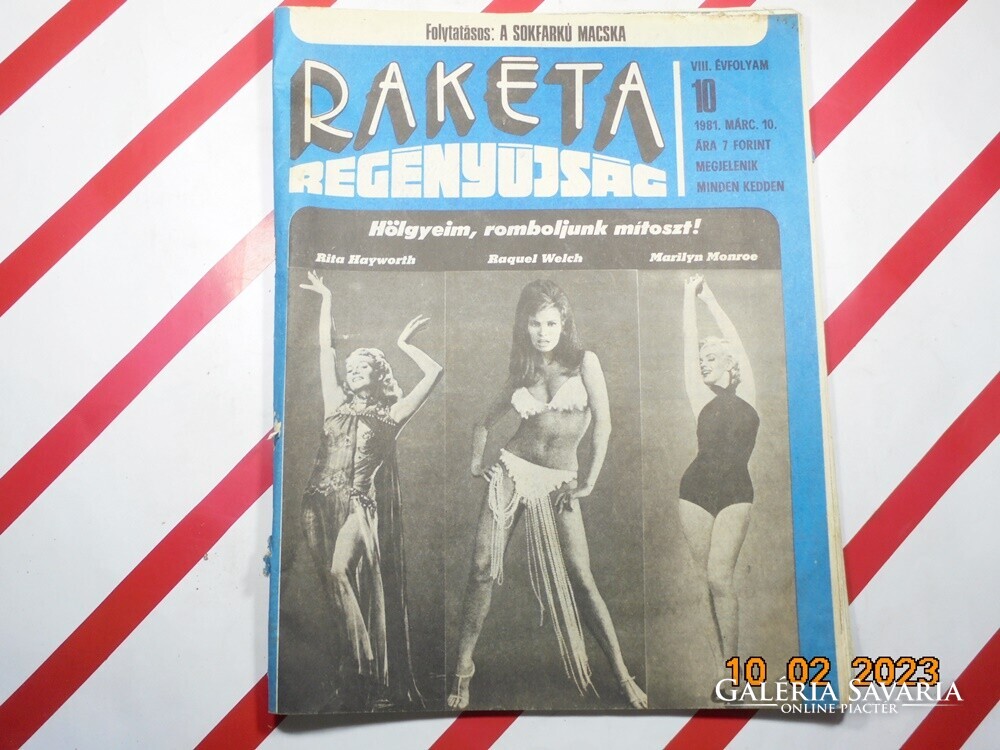 Folytatásos: A SOKFARKÚ MACSKA
RAKÉTA
REGÉNYÚJSÁG
VIII. ÉVFOLYAM
10
1981. MÁRC. 10.
ÁRA 7 FORINT
MEGJELENIK
MINDEN KEDDEN
Hölgyeim, romboljunk mítoszt!
Rita Hayworth
Raquel Welch
Marilyn Monroe
10 02 2023
GALÉRIA SAVARIA
ONLINE PIACTÉR